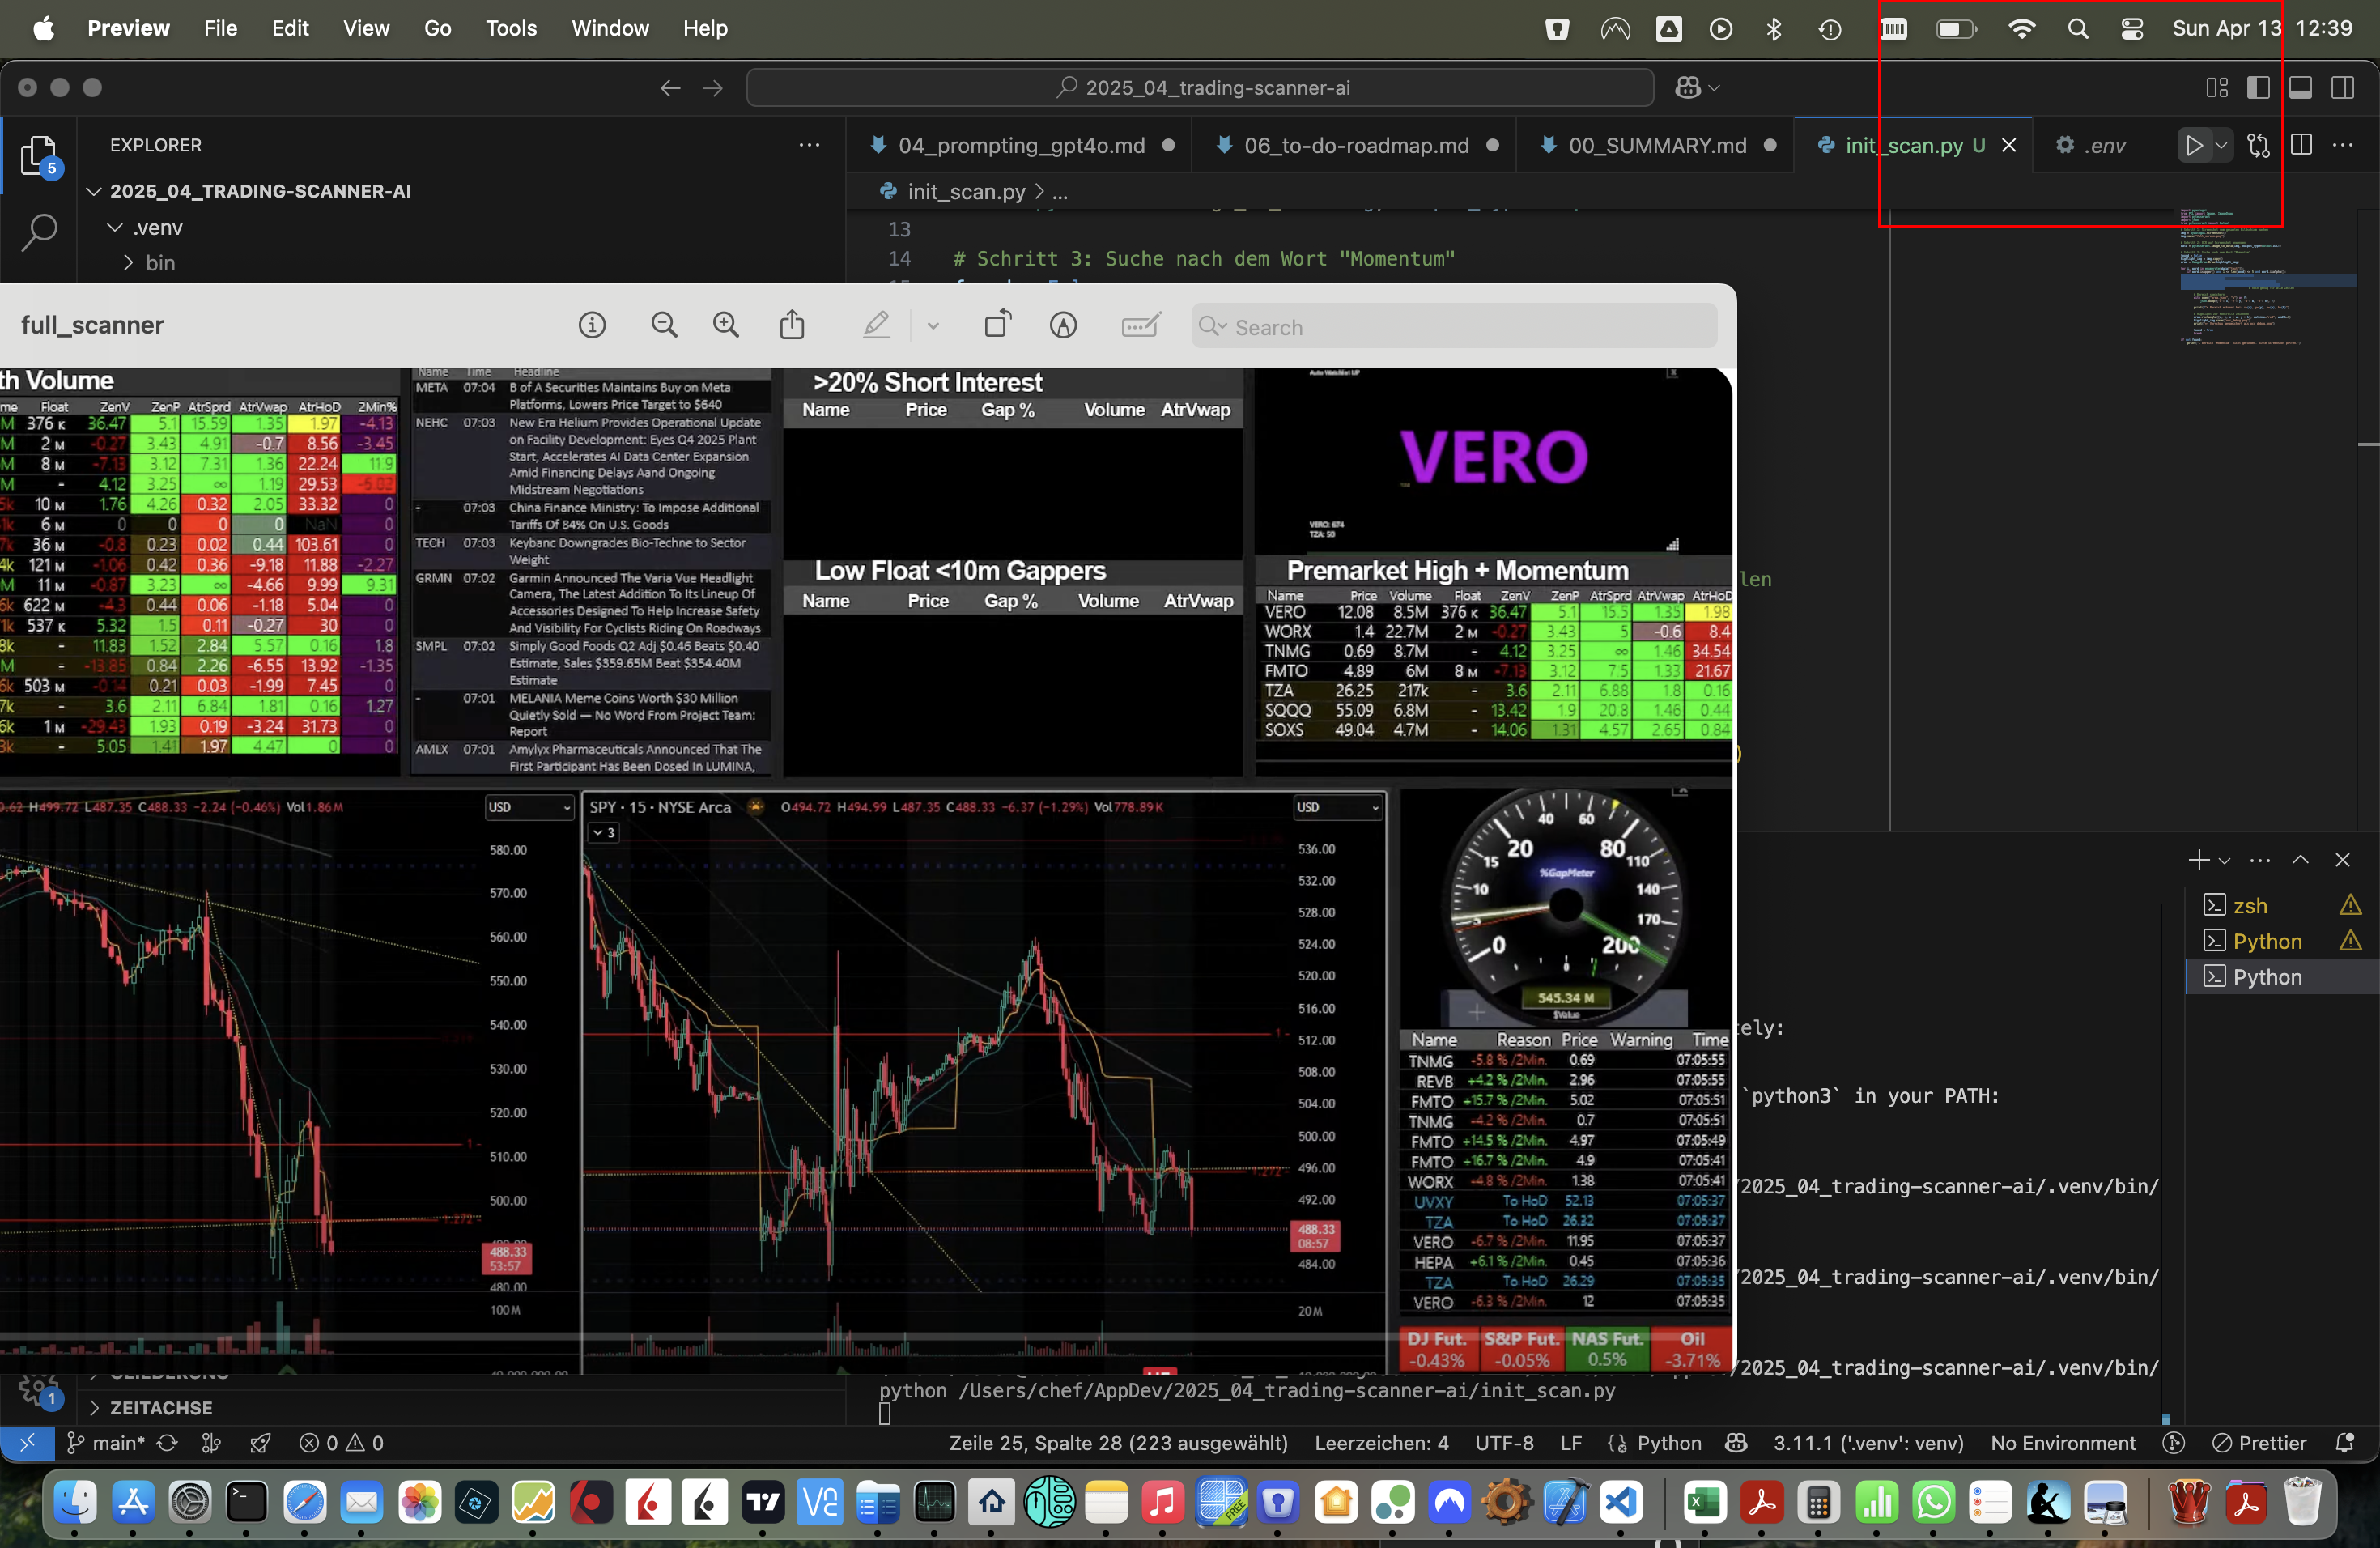 Preview File Edit View Go Tools Window Help Sun Apr 13 12:39
2025_04_trading-scanner-ai
EXPLORER
5
2025_04_TRADING-SCANNER-AI
.venv
bin
04_prompting_gpt4o.md 06_to-do-roadmap.md 00_SUMMARY.md init_scan.py U .env
init_scan.py > ...
13
14 # Schritt 3: Suche nach dem Wort "Momentum"
full_scanner
Search
th Volume
me Float ZenV ZenP AtrSprd AtrVwap AtrHoD 2Min%
M 376 K 36.47 5.1 15.59 1.35 1.97 -4.13
M 2 M -0.27 3.43 4.91 -0.7 8.56 -3.45
M 8 M -7.13 3.12 7.31 1.36 22.24 11.9
M - 4.12 3.25 ∞ 1.19 29.53
5k 10 M 1.76 4.26 0.32 2.05 33.32 0
6 M 0 0 0 0 NaN 0
7k 36 M -0.8 0.23 0.02 0.44 103.61 0
4k 121 M -1.06 0.42 0.36 -9.18 11.88 -2.27
M 11 M -0.87 3.23 ∞ -4.66 9.99 9.31
6k 622 M -4.3 0.44 0.06 -1.18 5.04 0
1k 537 K 5.32 1.5 0.11 -0.27 30 0
8k - 11.83 1.52 2.84 5.57 0.16 1.8
M - -13.85 0.84 2.26 -6.55 13.92 -1.35
6k 503 M -0.14 0.21 0.03 -1.99 7.45 0
7k - 3.6 2.11 6.84 1.81 0.16 1.27
6k 1 M -29.43 1.93 0.19 -3.24 31.73 0
3k - 5.05 1.41 1.97 4.47 0 0
Name Time Headline
META 07:04 B of A Securities Maintains Buy on Meta
Platforms, Lowers Price Target to $640
NEHC 07:03 New Era Helium Provides Operational Update
on Facility Development: Eyes Q4 2025 Plant
Start, Accelerates AI Data Center Expansion
Amid Financing Delays Aand Ongoing
Midstream Negotiations
- 07:03 China Finance Ministry: To Impose Additional
Tariffs Of 84% On U.S. Goods
TECH 07:03 Keybanc Downgrades Bio-Techne to Sector
Weight
GRMN 07:02 Garmin Announced The Varia Vue Headlight
Camera, The Latest Addition To Its Lineup Of
Accessories Designed To Help Increase Safety
And Visibility For Cyclists Riding On Roadways
SMPL 07:02 Simply Good Foods Q2 Adj $0.46 Beats $0.40
Estimate, Sales $359.65M Beat $354.40M
Estimate
- 07:01 MELANIA Meme Coins Worth $30 Million
Quietly Sold — No Word From Project Team:
Report
AMLX 07:01 Amylyx Pharmaceuticals Announced That The
First Participant Has Been Dosed In LUMINA,
>20% Short Interest
Name Price Gap % Volume AtrVwap
Low Float <10m Gappers
Name Price Gap % Volume AtrVwap
Auto Watchlist UP
VERO
VERO: 674
TZA: 50
Premarket High + Momentum
Name Price Volume Float ZenV ZenP AtrSprd AtrVwap AtrHoD
VERO 12.08 8.5M 376 K 36.47 5.1 15.5 1.35 1.98
WORX 1.4 22.7M 2 M -0.27 3.43 5 -0.6 8.4
TNMG 0.69 8.7M - 4.12 3.25 ∞ 1.46 34.54
FMTO 4.89 6M 8 M -7.13 3.12 7.5 1.33 21.67
TZA 26.25 217k - 3.6 2.11 6.88 1.8 0.16
SQQQ 55.09 6.8M - 13.42 1.9 20.8 1.46 0.44
SOXS 49.04 4.7M - 14.06 1.31 4.57 2.65 0.84
len
)
0.62 H499.72 L487.35 C488.33 -2.24 (-0.46%) Vol1.86M
USD
580.00
570.00
560.00
550.00
540.00
530.00
520.00
510.00
500.00
488.33
53:57
480.00
100M
1
1.272
SPY · 15 · NYSE Arca O494.72 H494.99 L487.35 C488.33 -6.37 (-1.29%) Vol778.89K
USD
3
536.00
532.00
528.00
524.00
520.00
516.00
512.00
508.00
504.00
500.00
496.00
492.00
488.33
08:57
484.00
20M
1
1.272
40 60
20 80
15 110
%GapMeter
10 140
5 170
0 200
0
545.34 M
$Value
Name Reason Price Warning Time
TNMG -5.8 % /2Min. 0.69 07:05:55
REVB +4.2 % /2Min. 2.96 07:05:55
FMTO +15.7 % /2Min. 5.02 07:05:51
TNMG -4.2 % /2Min. 0.7 07:05:51
FMTO +14.5 % /2Min. 4.97 07:05:49
FMTO +16.7 % /2Min. 4.9 07:05:41
WORX -4.8 % /2Min. 1.38 07:05:41
UVXY To HoD 52.13 07:05:37
TZA To HoD 26.32 07:05:37
VERO -6.7 % /2Min. 11.95 07:05:37
HEPA +6.1 % /2Min. 0.45 07:05:36
TZA To HoD 26.29 07:05:35
VERO -6.3 % /2Min. 12 07:05:35
DJ Fut. S&P Fut. NAS Fut. Oil
-0.43% -0.05% 0.5% -3.71%
zsh
Python
Python
ely:
`python3` in your PATH:
/2025_04_trading-scanner-ai/.venv/bin/
/2025_04_trading-scanner-ai/.venv/bin/
/2025_04_trading-scanner-ai/.venv/bin/
python /Users/chef/AppDev/2025_04_trading-scanner-ai/init_scan.py
1
GLIEDERUNG
ZEITACHSE
main* 0 0 Zeile 25, Spalte 28 (223 ausgewählt) Leerzeichen: 4 UTF-8 LF Python 3.11.1 ('.venv': venv) No Environment Prettier
FREE